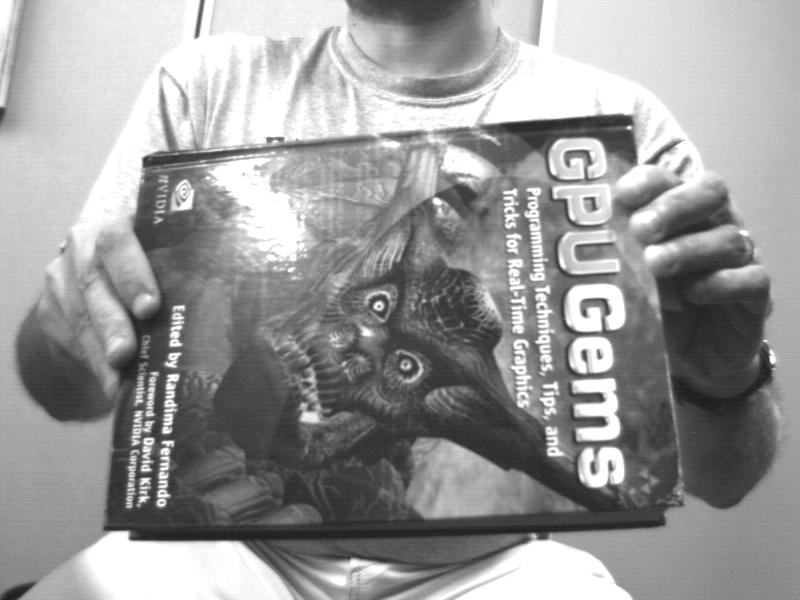 GPU Gems
Programming Techniques, Tips, and
Tricks for Real-Time Graphics
Edited by Randima Fernando
Foreword by David Kirk,
Chief Scientist, NVIDIA Corporation
NVIDIA